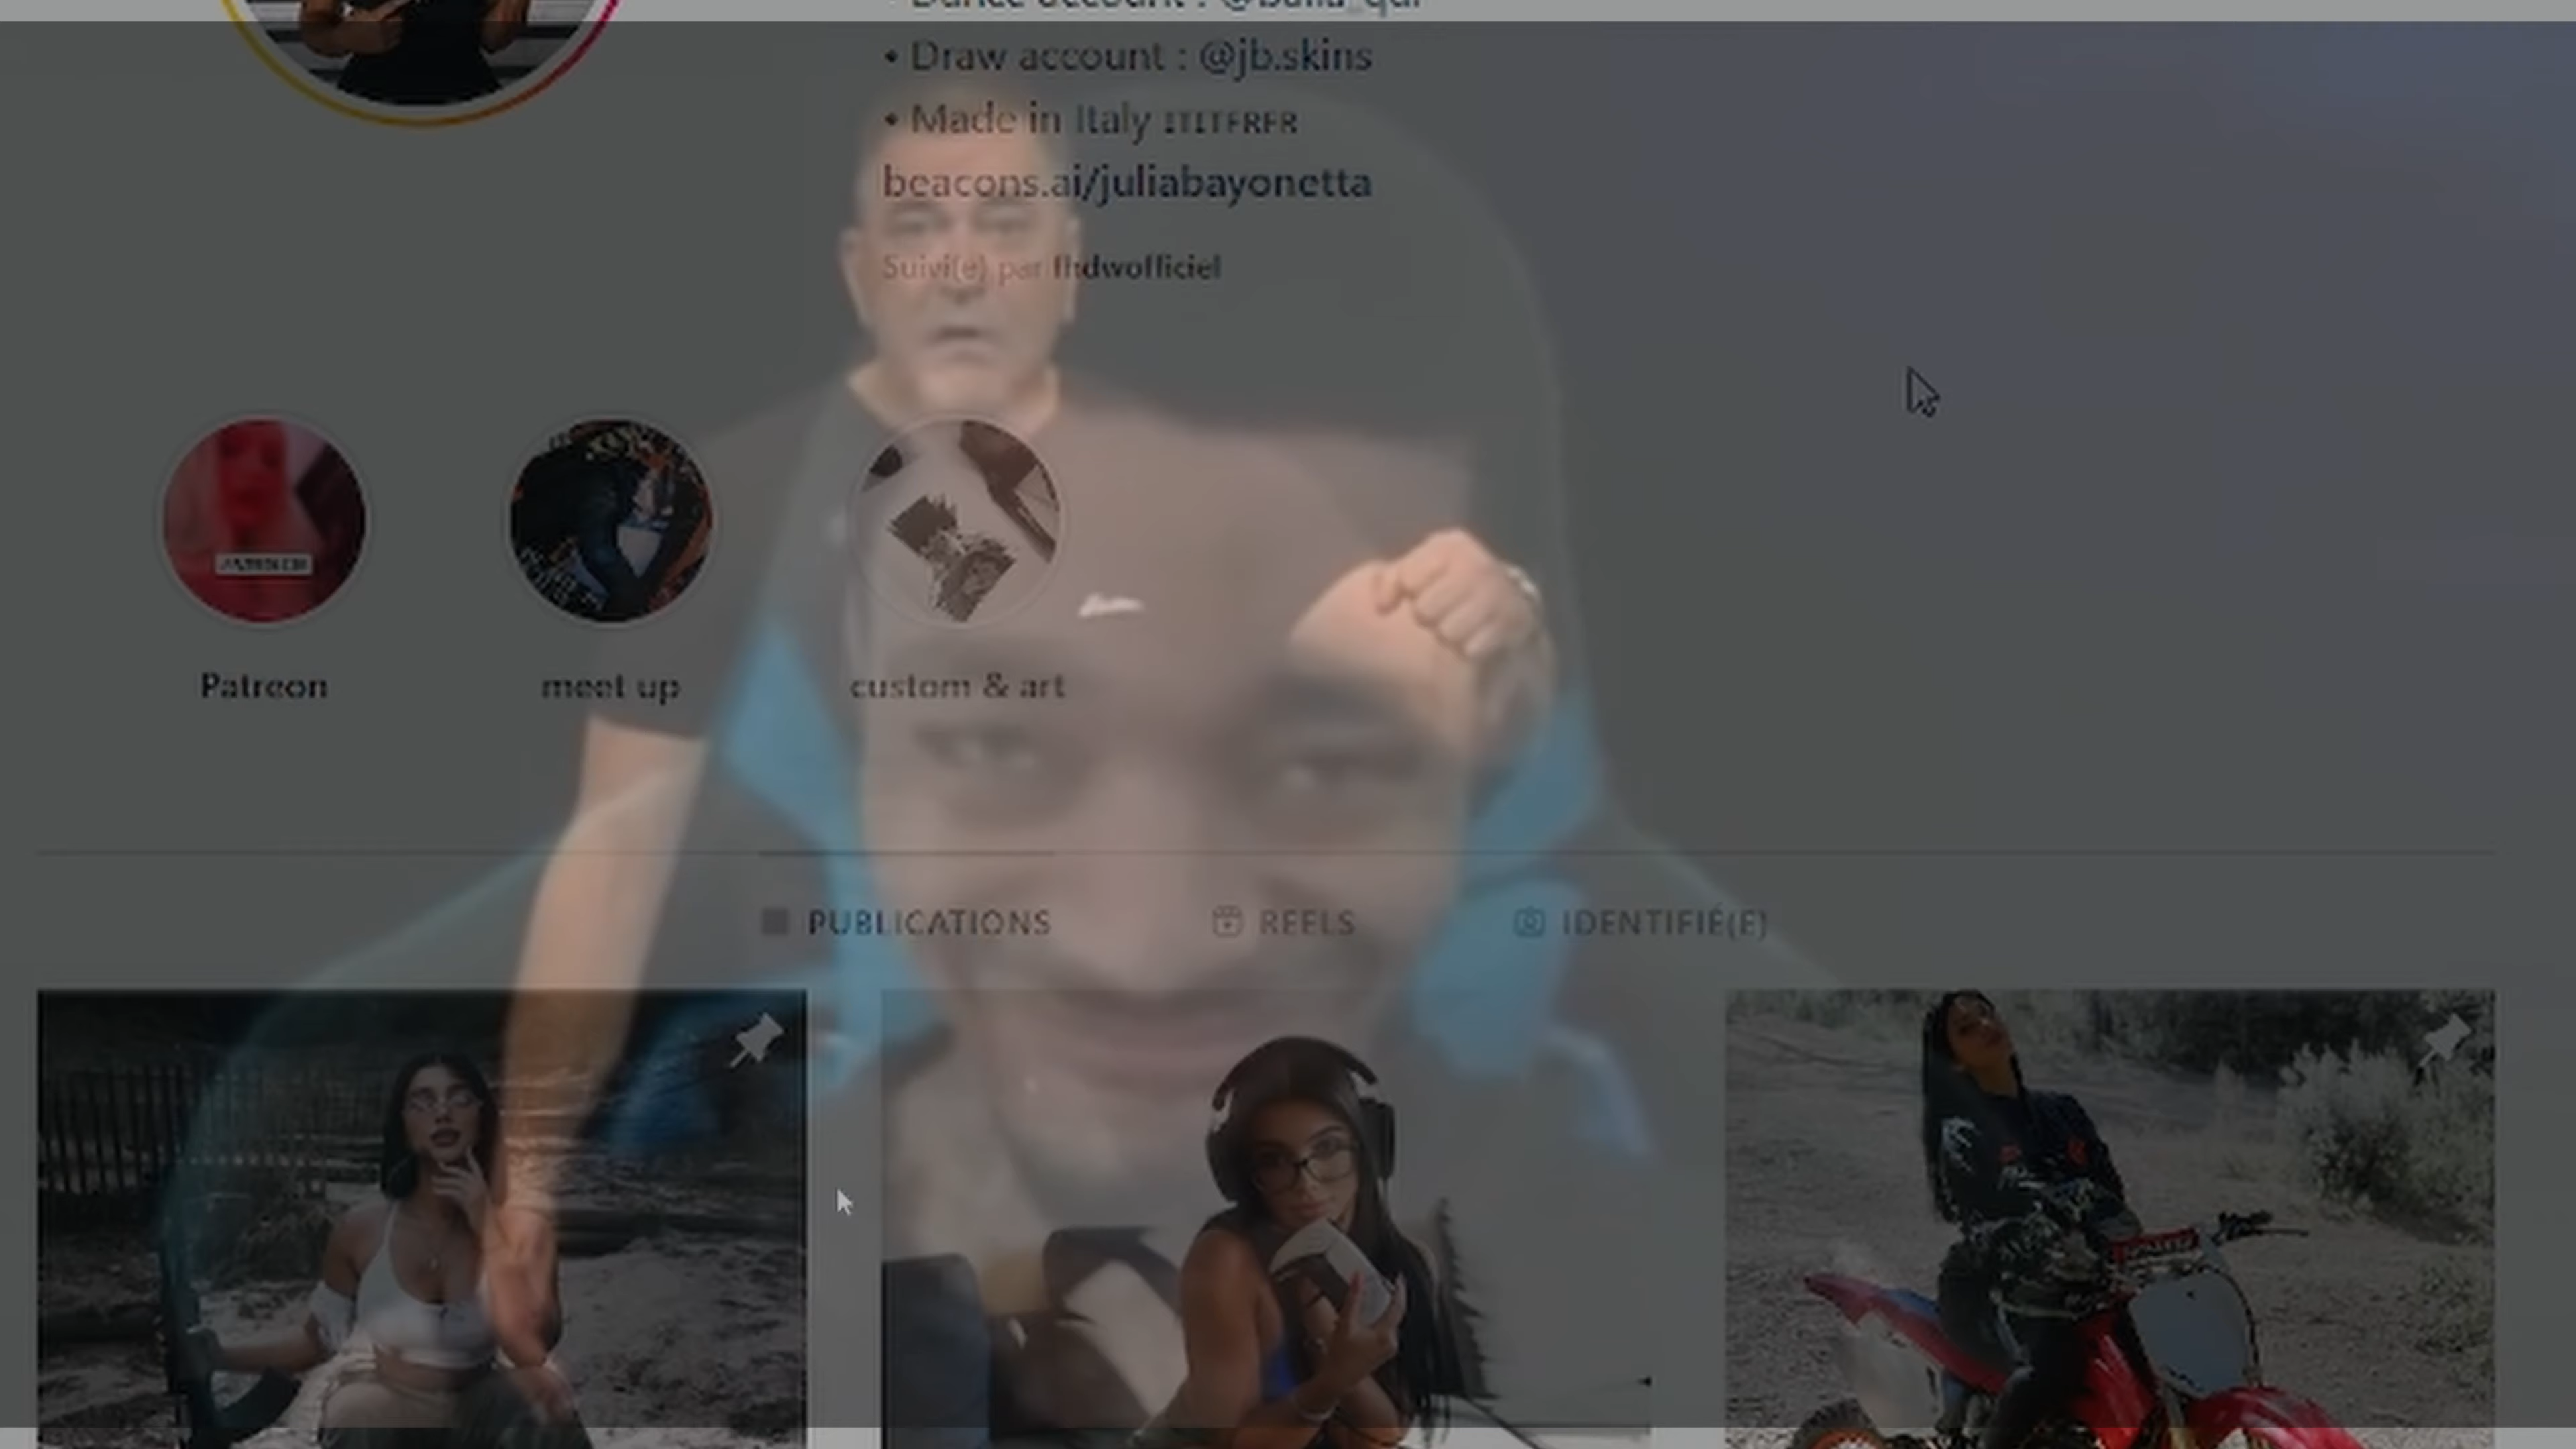 • Draw account : @jb.skins
• Made in Italy ITITFRFR
beacons.ai/juliabayonetta
Suivi(e) par fhdwofficiel
Patreon
meet up
custom & art
PUBLICATIONS
REELS
IDENTIFIÉ(E)